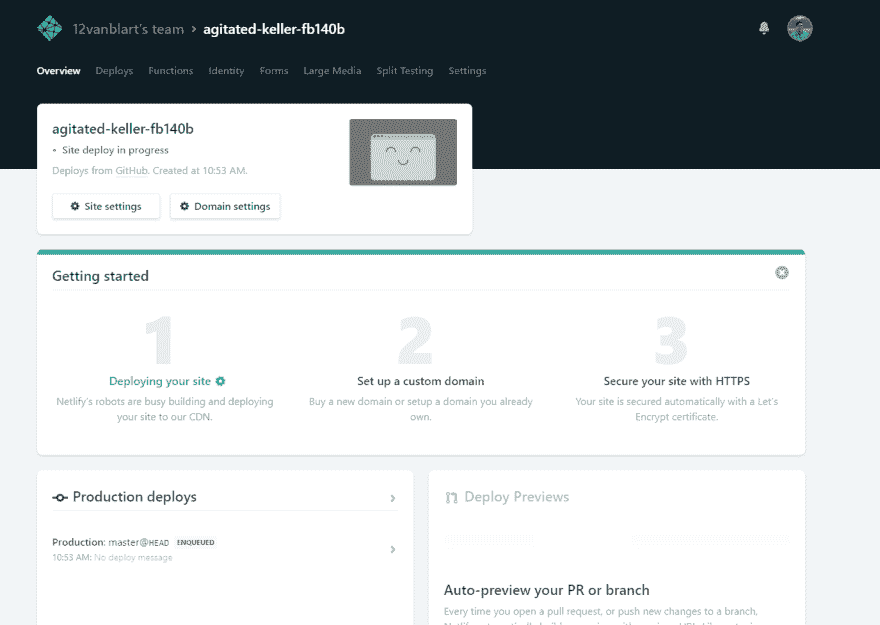 12vanblart's team > agitated-keller-fb140b
Overview Deploys Functions Identity Forms Large Media Split Testing Settings
agitated-keller-fb140b
Site deploy in progress
Deploys from GitHub. Created at 10:53 AM.
Site settings Domain settings
Getting started
1 2 3
Deploying your site
Netlify's robots are busy building and deploying
your site to our CDN.
Set up a custom domain
Buy a new domain or setup a domain you already
own.
Secure your site with HTTPS
Your site is secured automatically with a Let's
Encrypt certificate.
Production deploys
Production: master@HEAD ENQUEUED
10:53 AM: No deploy message
Deploy Previews
Auto-preview your PR or branch
Every time you open a pull request, or push new changes to a branch,